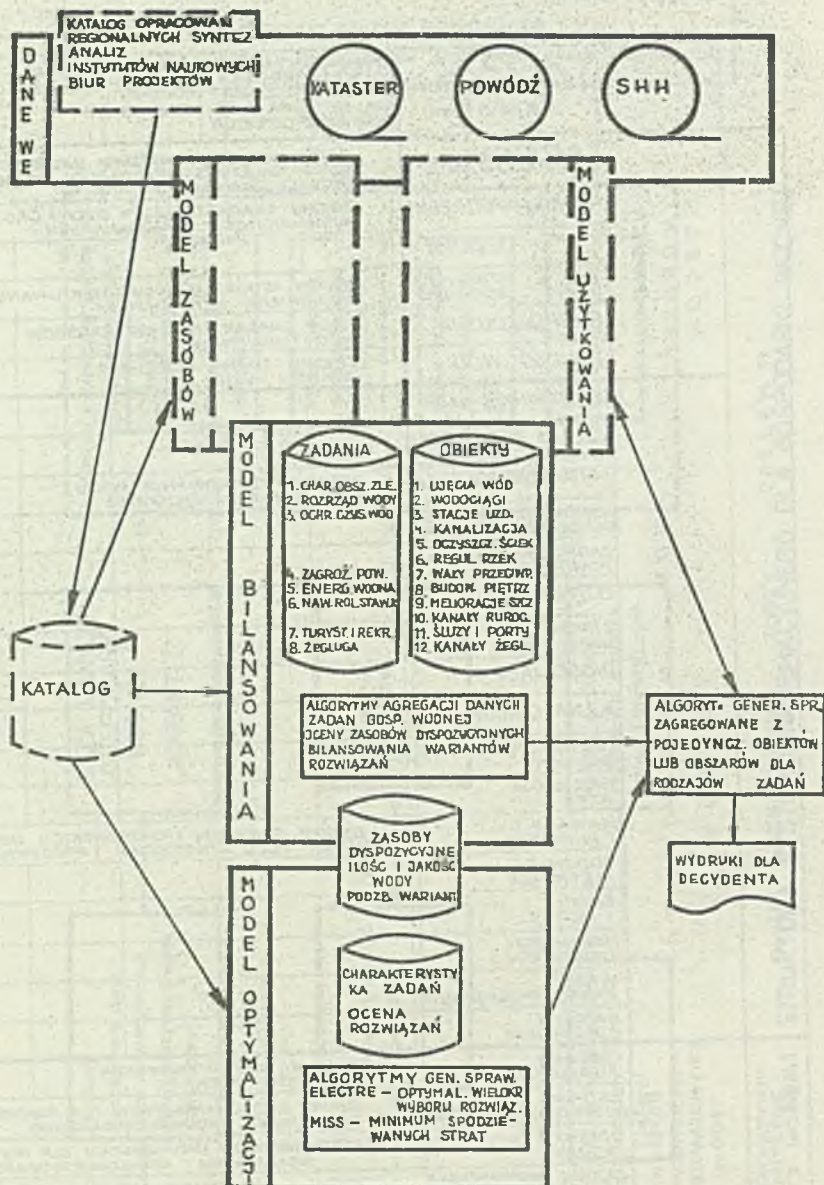 KATALOG OPRACOWAŃ
REGIONALNYCH SYNTEZ
ANALIZ
INSTYTUTÓW NAUKOWYCH
BIUR PROJEKTÓW
DANE WE
KATASTER
POWÓDŹ
SHH
MODEL ZASOBÓW
MODEL UŻYTKOWANIA
MODEL BILANSOWANIA
ZADANIA
1. CHAR. OBSZ. ZLE.
2. ROZRZĄD WODY
3. OCHR. CZYS. WÓD
4. ZAGROŻ. POW.
5. ENERG. WODNA
6. NAW. ROL. STAWY
7. TURYST. I REKR.
8. ŻEGLUGA
OBIEKTY
1. UJĘCIA WÓD
2. WODOCIĄGI
3. STACJE UZD.
4. KANALIZACJA
5. OCZYSZCZ. ŚCIEK
6. REGUL. RZEK
7. WAŁY PRZECIWP.
8. BUDOW. PIĘTRZ
9. MELIORACJE SZCZ
10. KANAŁY RUROC.
11. ŚLUZY I PORTY
12. KANAŁY ŻEGL.
KATALOG
ALGORYTMY AGREGACJI DANYCH
ZADAŃ GOSP. WODNEJ
OCENY ZASOBÓW DYSPOZYCYJNYCH
BILANSOWANIA WARIANTÓW
ROZWIĄZAŃ
ALGORYT. GENER. SPR.
ZAGREGOWANE Z
POJEDYNCZ. OBIEKTÓW
LUB OBSZARÓW DLA
RODZAJÓW ZADAŃ
ZASOBY
DYSPOZYCYJNE
ILOŚĆ I JAKOŚĆ
WODY
PODZB. WARIANT
WYDRUKI DLA
DECYDENTA
MODEL OPTYMALIZACJI
CHARAKTERYSTY
KA ZADAŃ
OCENA
ROZWIĄZAŃ
ALGORYTMY GEN. SPRAW.
ELECTRE – OPTYMAL. WIELOKR
WYBORU ROZWIĄZ.
MISS – MINIMUM SPODZIE-
WANYCH STRAT